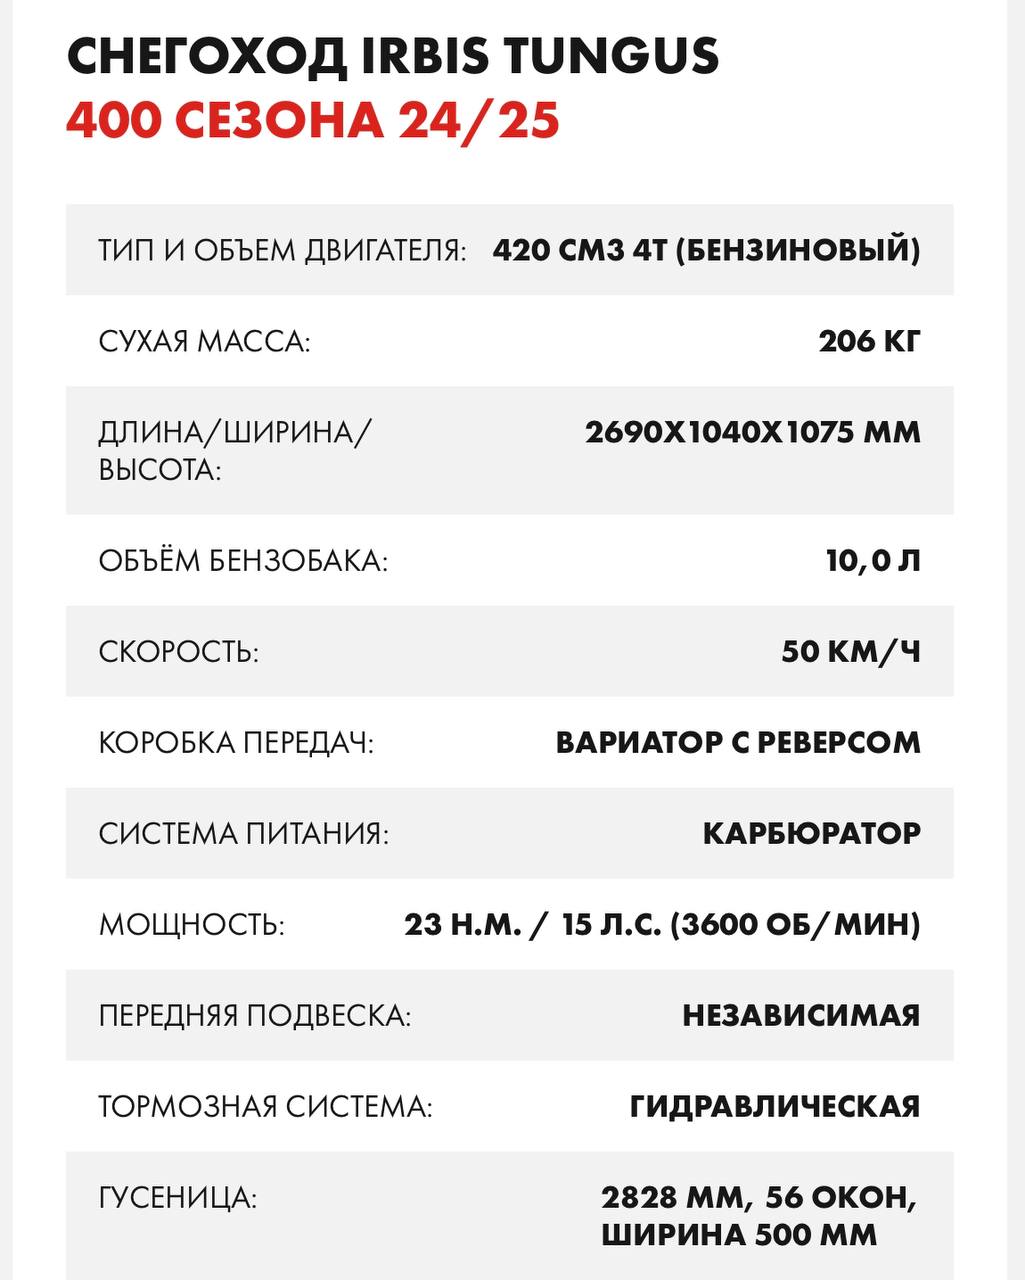 СНЕГОХОД IRBIS TUNGUS
400 СЕЗОНА 24/25
ТИП И ОБЪЕМ ДВИГАТЕЛЯ: 420 СМ3 4Т (БЕНЗИНОВЫЙ)
СУХАЯ МАССА: 206 КГ
ДЛИНА/ШИРИНА/ 2690Х1040Х1075 ММ
ВЫСОТА:
ОБЪЁМ БЕНЗОБАКА: 10,0 Л
СКОРОСТЬ: 50 КМ/Ч
КОРОБКА ПЕРЕДАЧ: ВАРИАТОР С РЕВЕРСОМ
СИСТЕМА ПИТАНИЯ: КАРБЮРАТОР
МОЩНОСТЬ: 23 Н.М. / 15 Л.С. (3600 ОБ/МИН)
ПЕРЕДНЯЯ ПОДВЕСКА: НЕЗАВИСИМАЯ
ТОРМОЗНАЯ СИСТЕМА: ГИДРАВЛИЧЕСКАЯ
ГУСЕНИЦА: 2828 ММ, 56 ОКОН,
ШИРИНА 500 ММ